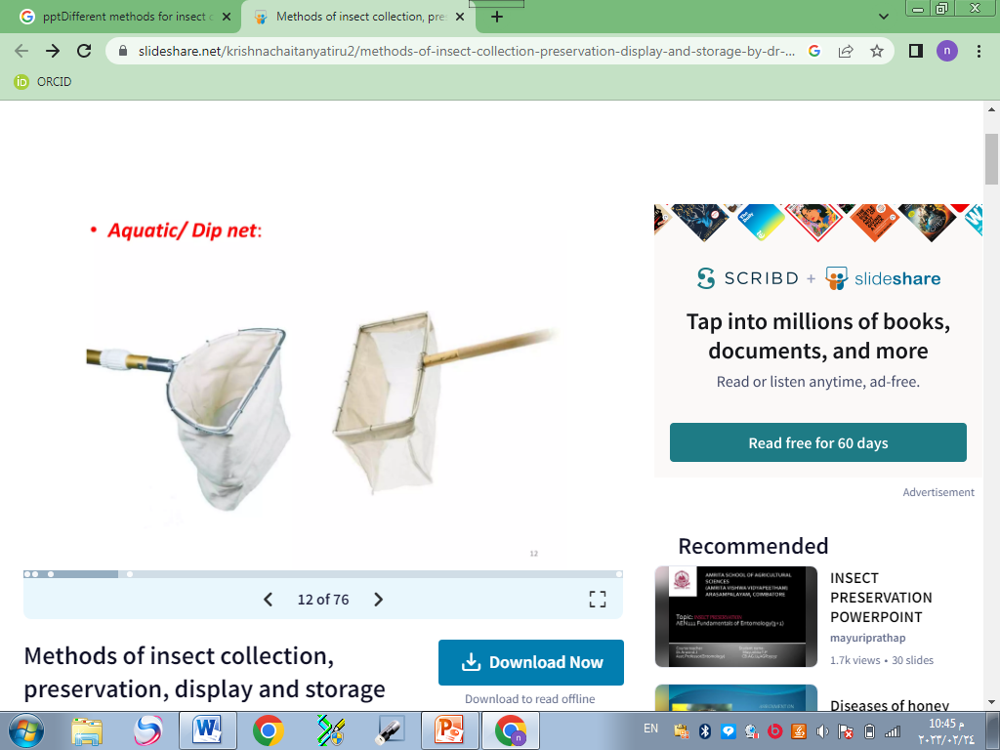 pptDifferent methods for insect c
Methods of insect collection, pre
slideshare.net/krishnachaitanyatiru2/methods-of-insect-collection-preservation-display-and-storage-by-dr-...
n
iD ORCID
• Aquatic/ Dip net:
12
12 of 76
Methods of insect collection,
preservation, display and storage
Download Now
Download to read offline
SCRIBD + slideshare
Tap into millions of books,
documents, and more
Read or listen anytime, ad-free.
Read free for 60 days
Advertisement
Recommended
AMRITA SCHOOL OF AGRICULTURAL
SCIENCES
(AMRITA VISHWA VIDYAPEETHAM)
ARASAMPALAYAM, COIMBATORE
Topic: INSECT PRESERVATION
Fundamentals of Entomology(3+1)
INSECT
PRESERVATION
POWERPOINT
mayuriprathap
1.7k views • 30 slides
Diseases of honey
EN
10:45 م
٢٠٢٣/٠٢/٢٤